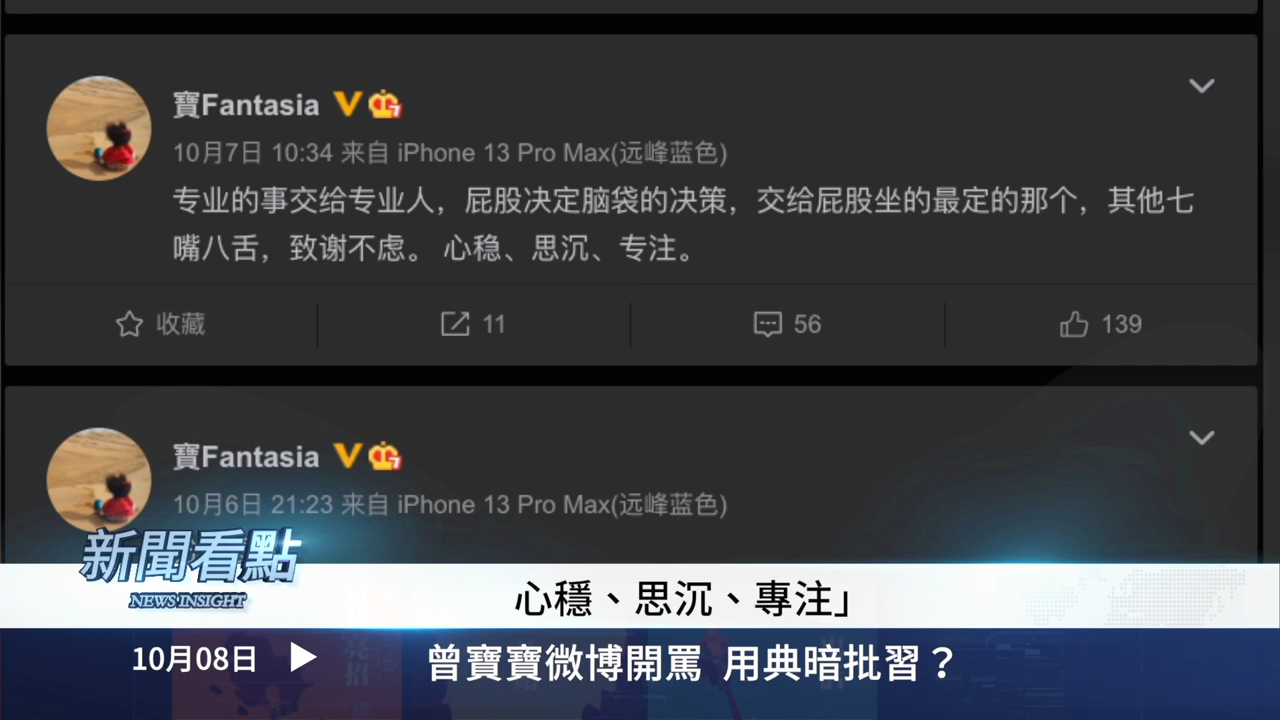 寶Fantasia
10月7日 10:34 来自 iPhone 13 Pro Max(远峰蓝色)
专业的事交给专业人，屁股决定脑袋的决策，交给屁股坐的最定的那个，其他七
嘴八舌，致谢不虑。 心稳、思沉、专注。
收藏
11
56
139
寶Fantasia
10月6日 21:23 来自 iPhone 13 Pro Max(远峰蓝色)
新聞看點
NEWS INSIGHT
心穩、思沉、專注」
10月08日
曾寶寶微博開罵 用典暗批習？